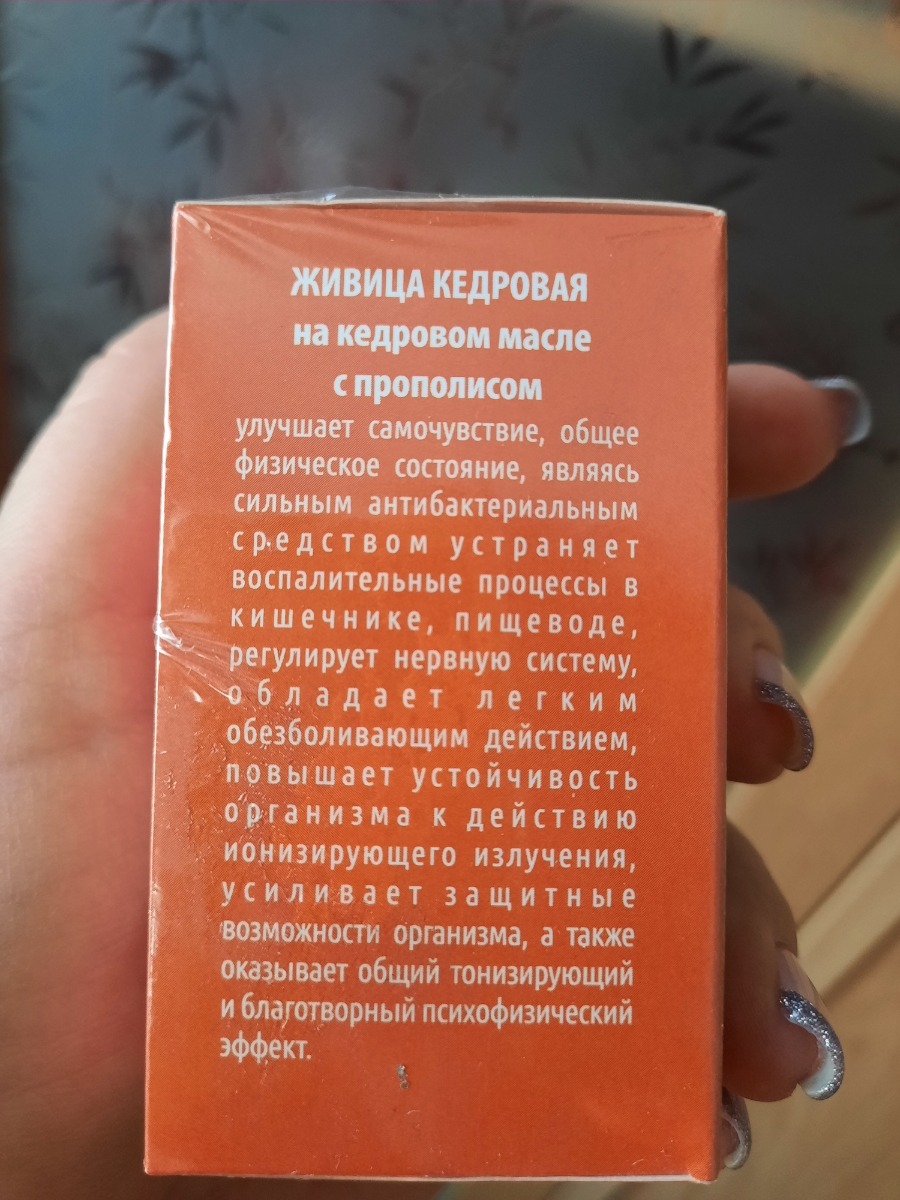 ЖИВИЦА КЕДРОВАЯ
на кедровом масле
с прополисом
улучшает самочувствие, общее
физическое состояние, являясь
сильным антибактериальным
средством устраняет
воспалительные процессы в
кишечнике, пищеводе,
регулирует нервную систему,
обладает легким
обезболивающим действием,
повышает устойчивость
организма к действию
ионизирующего излучения,
усиливает защитные
возможности организма, а также
оказывает общий тонизирующий
и благотворный психофизический
эффект.